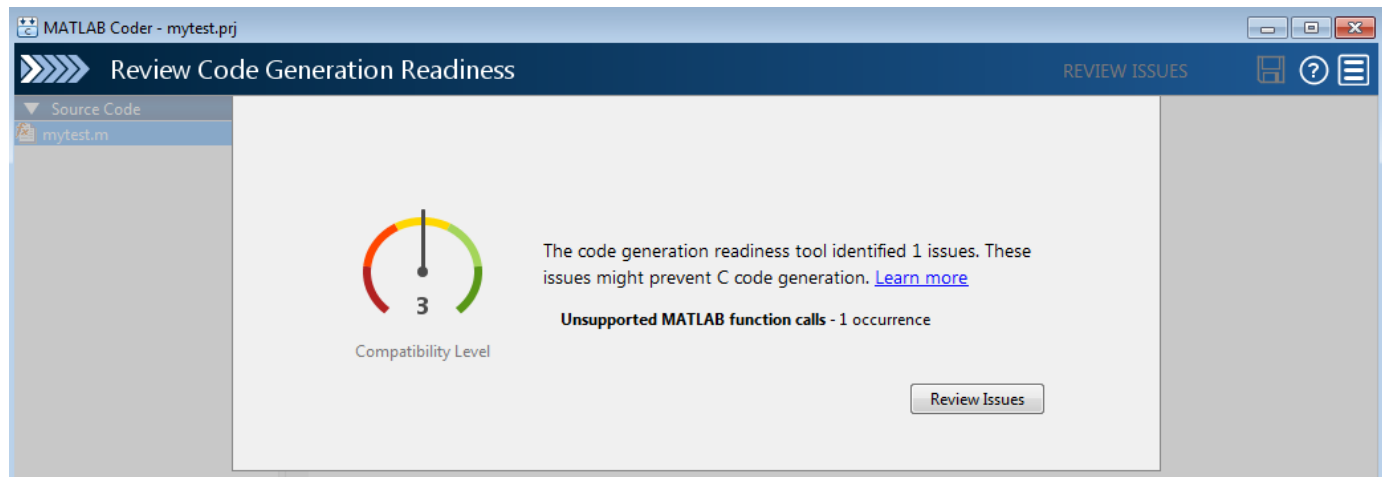 MATLAB Coder - mytest.prj
Review Code Generation Readiness
REVIEW ISSUES
Source Code
mytest.m
The code generation readiness tool identified 1 issues. These
issues might prevent C code generation. Learn more
3
Unsupported MATLAB function calls - 1 occurrence
Compatibility Level
Review Issues